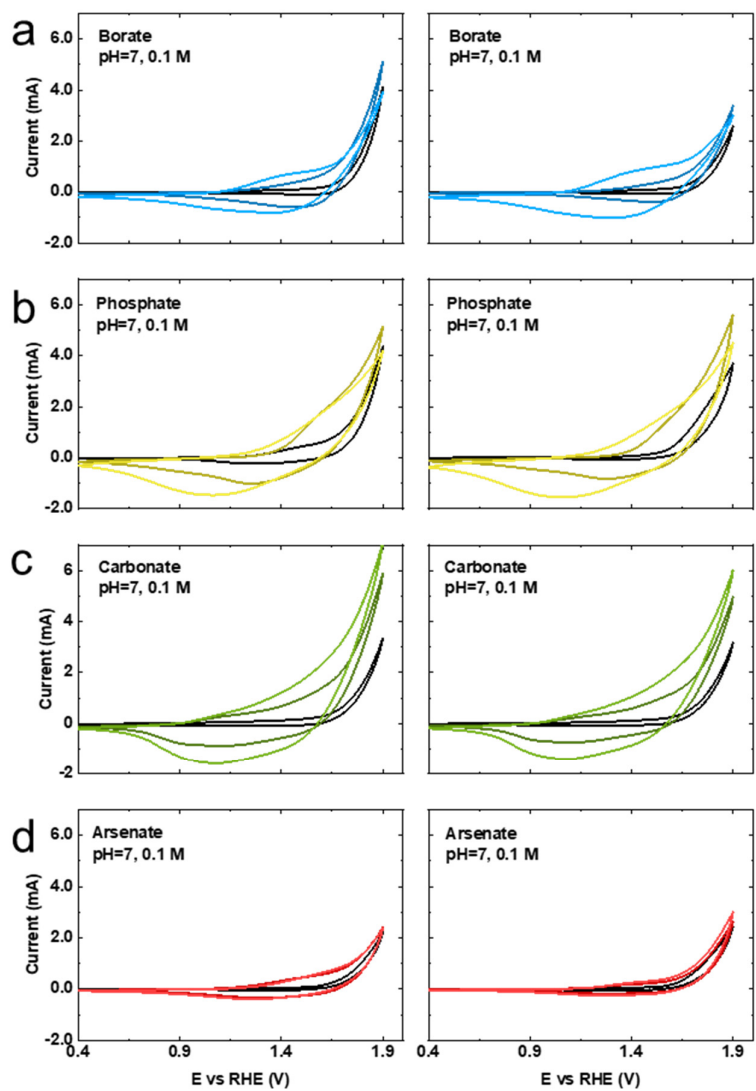 a
Borate
pH=7, 0.1 M
Borate
pH=7, 0.1 M
6.0
4.0
2.0
0.0
-2.0
Current (mA)
b
Phosphate
pH=7, 0.1 M
Phosphate
pH=7, 0.1 M
6.0
4.0
2.0
0.0
-2.0
Current (mA)
c
Carbonate
pH=7, 0.1 M
Carbonate
pH=7, 0.1 M
6
4
2
0
-2
Current (mA)
d
Arsenate
pH=7, 0.1 M
Arsenate
pH=7, 0.1 M
6.0
4.0
2.0
0.0
-2.0
Current (mA)
0.4 0.9 1.4 1.9
0.4 0.9 1.4 1.9
E vs RHE (V)
E vs RHE (V)